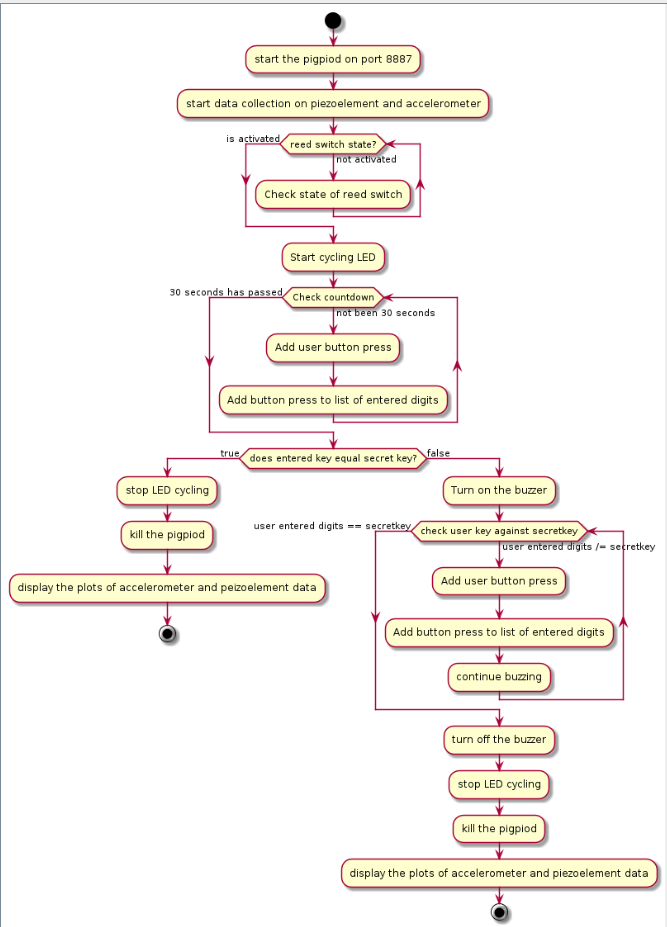 start the pigpiod on port 8887
start data collection on piezoelement and accelerometer
is activated
reed switch state?
not activated
Check state of reed switch
Start cycling LED
30 seconds has passed
Check countdown
not been 30 seconds
Add user button press
Add button press to list of entered digits
true
does entered key equal secret key?
false
stop LED cycling
kill the pigpiod
display the plots of accelerometer and peizoelement data
Turn on the buzzer
user entered digits == secretkey
check user key against secretkey
user entered digits /= secretkey
Add user button press
Add button press to list of entered digits
continue buzzing
turn off the buzzer
stop LED cycling
kill the pigpiod
display the plots of accelerometer and piezoelement data